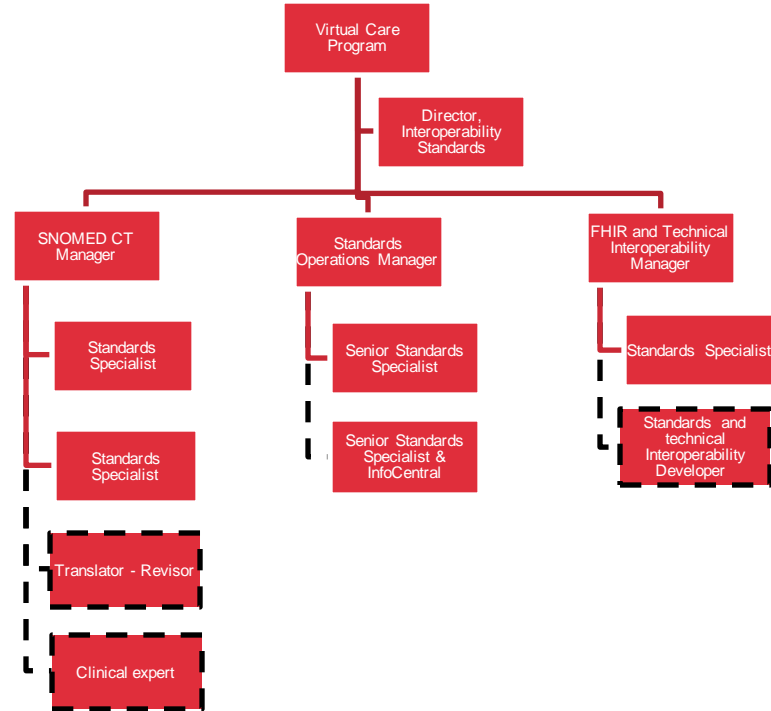 Virtual Care
Program
Director,
Interoperability
Standards
SNOMED CT
Manager
Standards
Operations Manager
FHIR and Technical
Interoperability
Manager
Standards
Specialist
Senior Standards
Specialist
Standards Specialist
Standards
Specialist
Senior Standards
Specialist &
InfoCentral
Standards and
technical
Interoperability
Developer
Translator - Revisor
Clinical expert